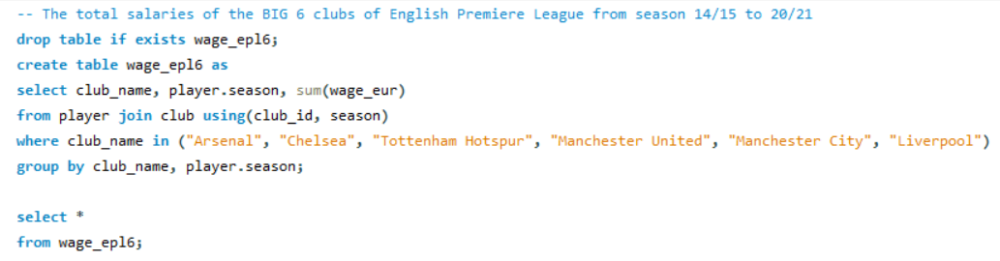 -- The total salaries of the BIG 6 clubs of English Premiere League from season 14/15 to 20/21
drop table if exists wage_epl6;
create table wage_epl6 as
select club_name, player.season, sum(wage_eur)
from player join club using(club_id, season)
where club_name in ("Arsenal", "Chelsea", "Tottenham Hotspur", "Manchester United", "Manchester City", "Liverpool")
group by club_name, player.season;
select *
from wage_epl6;